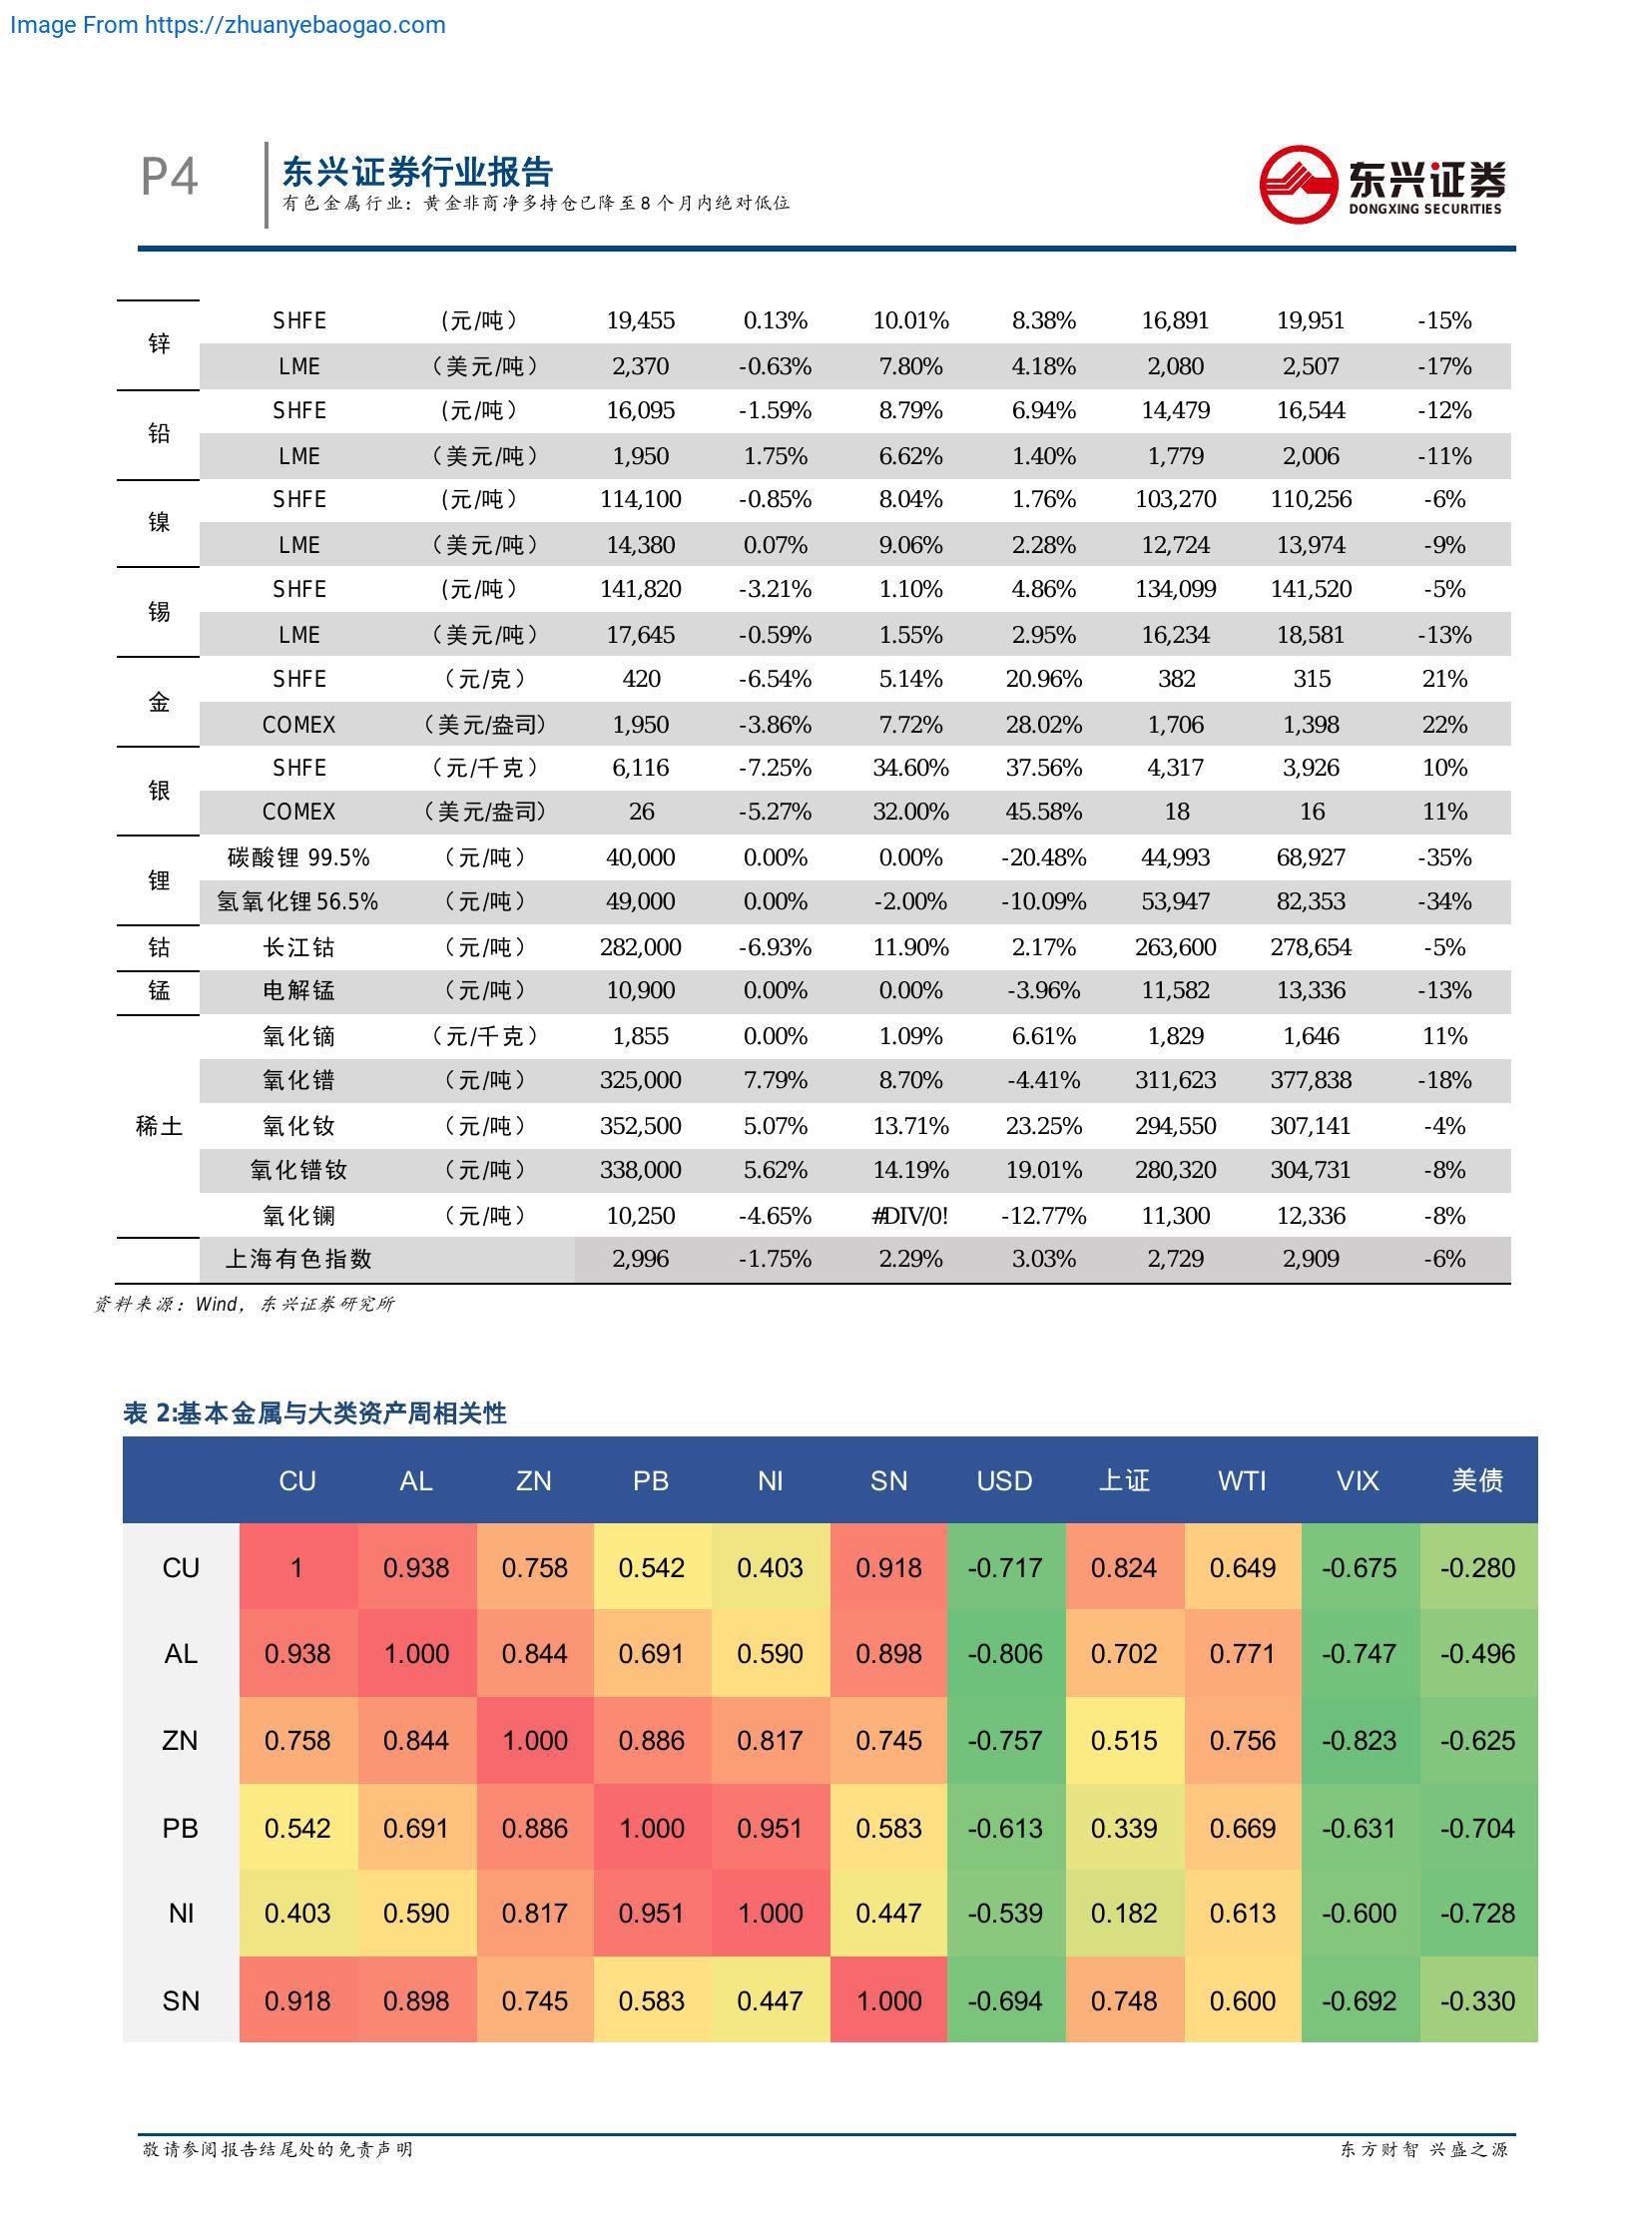 Image From https://zhuanyebaogao.com
P4
东兴证券行业报告
有色金属行业：黄金非商净多持仓已降至8个月内绝对低位
东兴证券
DONGXING SECURITIES
锌 SHFE (元/吨） 19,455 0.13% 10.01% 8.38% 16,891 19,951 -15%
LME （美元/吨） 2,370 -0.63% 7.80% 4.18% 2,080 2,507 -17%
铅 SHFE (元/吨） 16,095 -1.59% 8.79% 6.94% 14,479 16,544 -12%
LME （美元/吨） 1,950 1.75% 6.62% 1.40% 1,779 2,006 -11%
镍 SHFE (元/吨） 114,100 -0.85% 8.04% 1.76% 103,270 110,256 -6%
LME （美元/吨） 14,380 0.07% 9.06% 2.28% 12,724 13,974 -9%
锡 SHFE (元/吨） 141,820 -3.21% 1.10% 4.86% 134,099 141,520 -5%
LME （美元/吨） 17,645 -0.59% 1.55% 2.95% 16,234 18,581 -13%
金 SHFE （元/克） 420 -6.54% 5.14% 20.96% 382 315 21%
COMEX （美元/盎司) 1,950 -3.86% 7.72% 28.02% 1,706 1,398 22%
银 SHFE （元/千克） 6,116 -7.25% 34.60% 37.56% 4,317 3,926 10%
COMEX （美元/盎司) 26 -5.27% 32.00% 45.58% 18 16 11%
锂 碳酸锂 99.5% （元/吨） 40,000 0.00% 0.00% -20.48% 44,993 68,927 -35%
氢氧化锂56.5% （元/吨） 49,000 0.00% -2.00% -10.09% 53,947 82,353 -34%
钴 长江钴 （元/吨） 282,000 -6.93% 11.90% 2.17% 263,600 278,654 -5%
锰 电解锰 （元/吨） 10,900 0.00% 0.00% -3.96% 11,582 13,336 -13%
氧化镝 （元/千克） 1,855 0.00% 1.09% 6.61% 1,829 1,646 11%
氧化镨 （元/吨） 325,000 7.79% 8.70% -4.41% 311,623 377,838 -18%
稀土 氧化钕 （元/吨） 352,500 5.07% 13.71% 23.25% 294,550 307,141 -4%
氧化镨钕 （元/吨） 338,000 5.62% 14.19% 19.01% 280,320 304,731 -8%
氧化镧 （元/吨） 10,250 -4.65% #DIV/0! -12.77% 11,300 12,336 -8%
上海有色指数 2,996 -1.75% 2.29% 3.03% 2,729 2,909 -6%
资料来源：Wind，东兴证券研究所
表 2:基本金属与大类资产周相关性
CU AL ZN PB NI SN USD 上证 WTI VIX 美债
CU 1 0.938 0.758 0.542 0.403 0.918 -0.717 0.824 0.649 -0.675 -0.280
AL 0.938 1.000 0.844 0.691 0.590 0.898 -0.806 0.702 0.771 -0.747 -0.496
ZN 0.758 0.844 1.000 0.886 0.817 0.745 -0.757 0.515 0.756 -0.823 -0.625
PB 0.542 0.691 0.886 1.000 0.951 0.583 -0.613 0.339 0.669 -0.631 -0.704
NI 0.403 0.590 0.817 0.951 1.000 0.447 -0.539 0.182 0.613 -0.600 -0.728
SN 0.918 0.898 0.745 0.583 0.447 1.000 -0.694 0.748 0.600 -0.692 -0.330
敬请参阅报告结尾处的免责声明
东方财智 兴盛之源